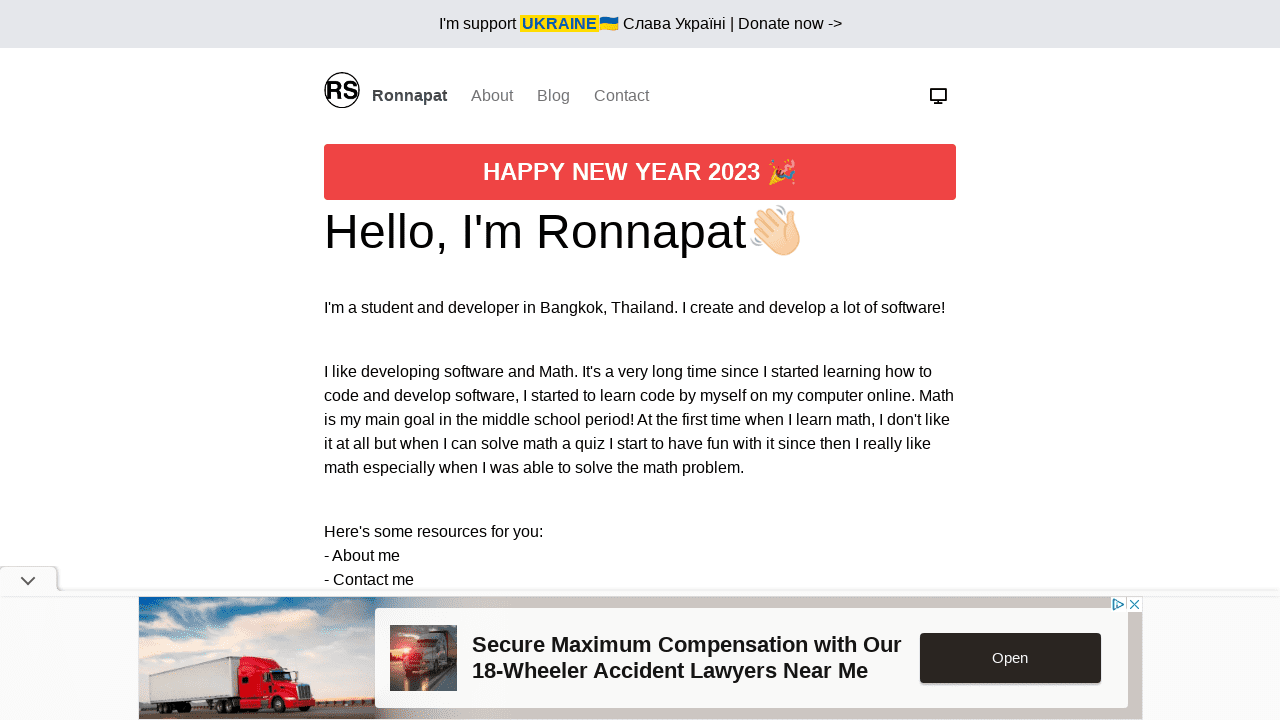 I'm support UKRAINE🇺🇦 Слава Україні | Donate now ->
RS Ronnapat About Blog Contact
HAPPY NEW YEAR 2023 🎉
Hello, I'm Ronnapat👋🏻
I'm a student and developer in Bangkok, Thailand. I create and develop a lot of software!
I like developing software and Math. It's a very long time since I started learning how to
code and develop software, I started to learn code by myself on my computer online. Math
is my main goal in the middle school period! At the first time when I learn math, I don't like
it at all but when I can solve math a quiz I start to have fun with it since then I really like
math especially when I was able to solve the math problem.
Here's some resources for you:
- About me
- Contact me
Secure Maximum Compensation with Our
18-Wheeler Accident Lawyers Near Me
Open